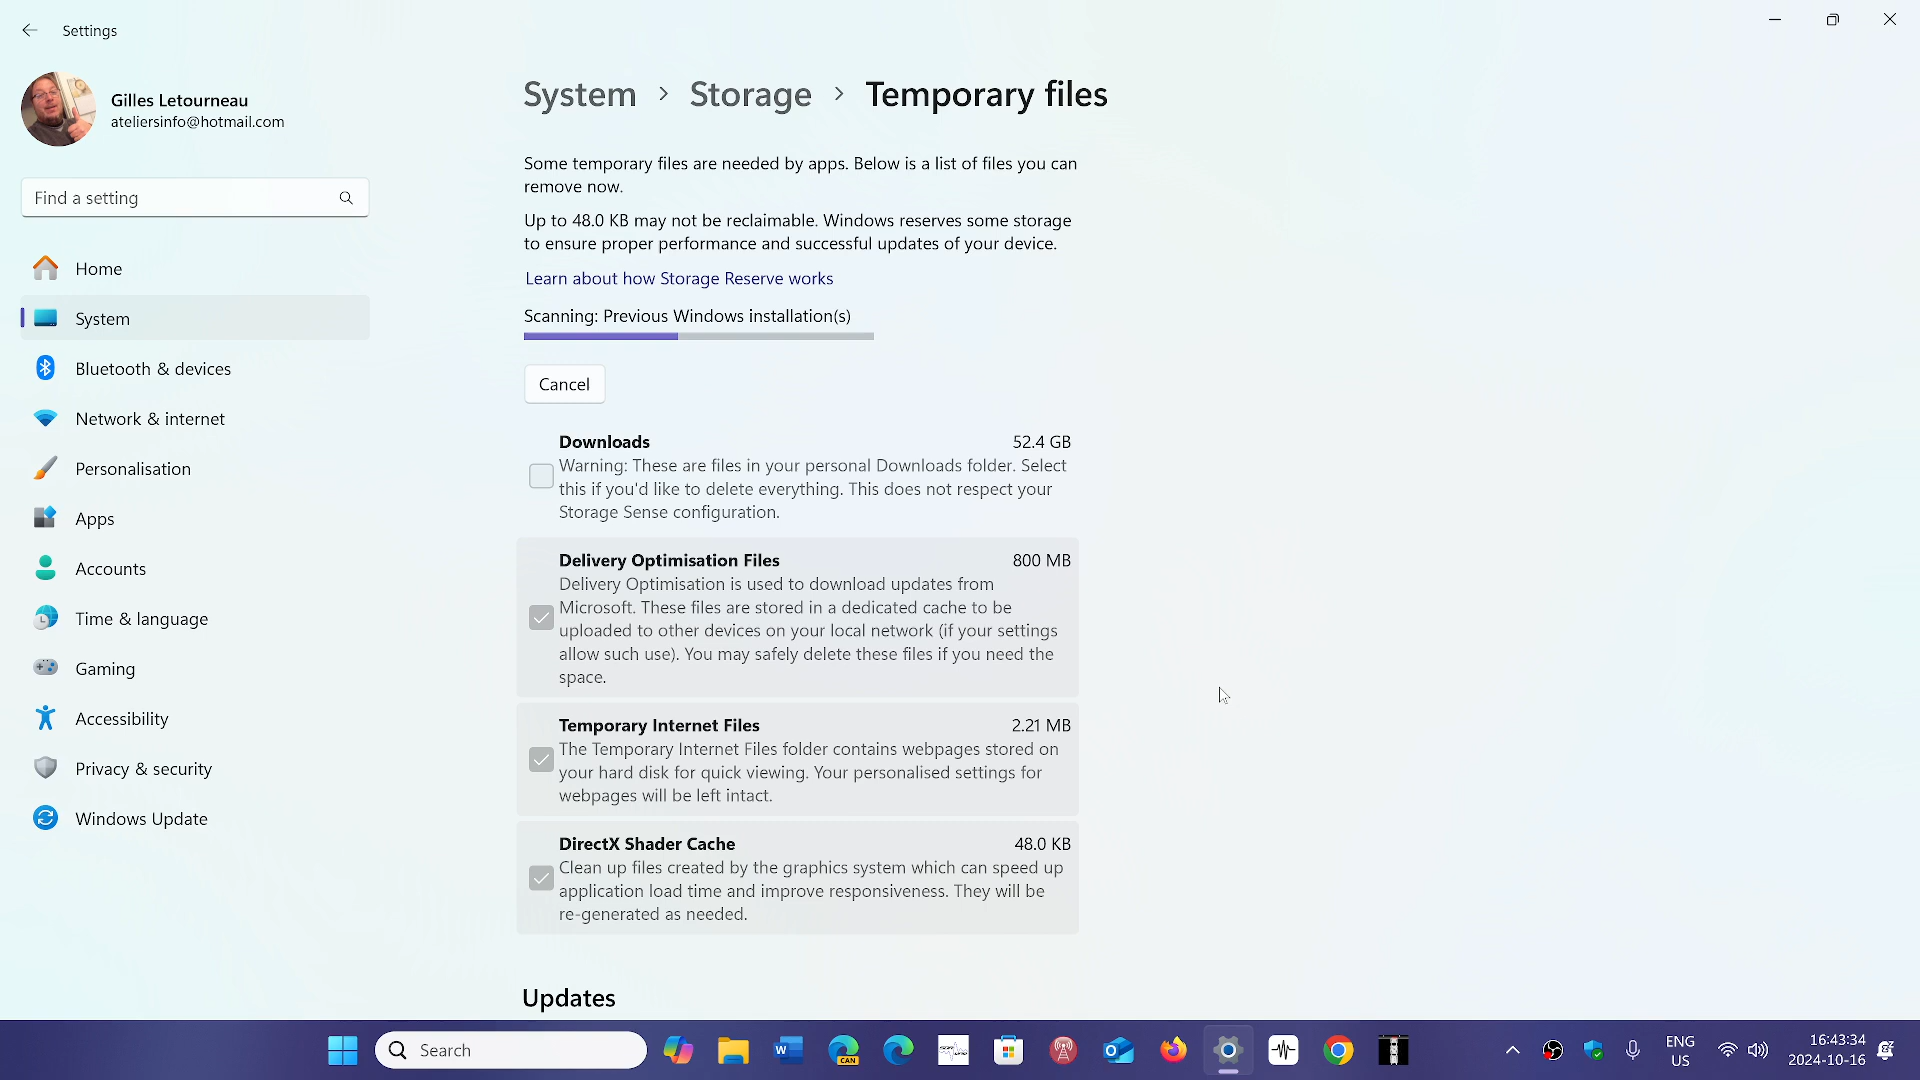 Settings
Gilles Letourneau
ateliersinfo@hotmail.com
Find a setting
Home
System
Bluetooth & devices
Network & internet
Personalisation
Apps
Accounts
Time & language
Gaming
Accessibility
Privacy & security
Windows Update
System > Storage > Temporary files
Some temporary files are needed by apps. Below is a list of files you can
remove now.
Up to 48.0 KB may not be reclaimable. Windows reserves some storage
to ensure proper performance and successful updates of your device.
Learn about how Storage Reserve works
Scanning: Previous Windows installation(s)
Cancel
Downloads 52.4 GB
Warning: These are files in your personal Downloads folder. Select
this if you'd like to delete everything. This does not respect your
Storage Sense configuration.
Delivery Optimisation Files 800 MB
Delivery Optimisation is used to download updates from
Microsoft. These files are stored in a dedicated cache to be
uploaded to other devices on your local network (if your settings
allow such use). You may safely delete these files if you need the
space.
Temporary Internet Files 2.21 MB
The Temporary Internet Files folder contains webpages stored on
your hard disk for quick viewing. Your personalised settings for
webpages will be left intact.
DirectX Shader Cache 48.0 KB
Clean up files created by the graphics system which can speed up
application load time and improve responsiveness. They will be
re-generated as needed.
Updates
Search
W
CAN
ENG
US
16:43:34
2024-10-16